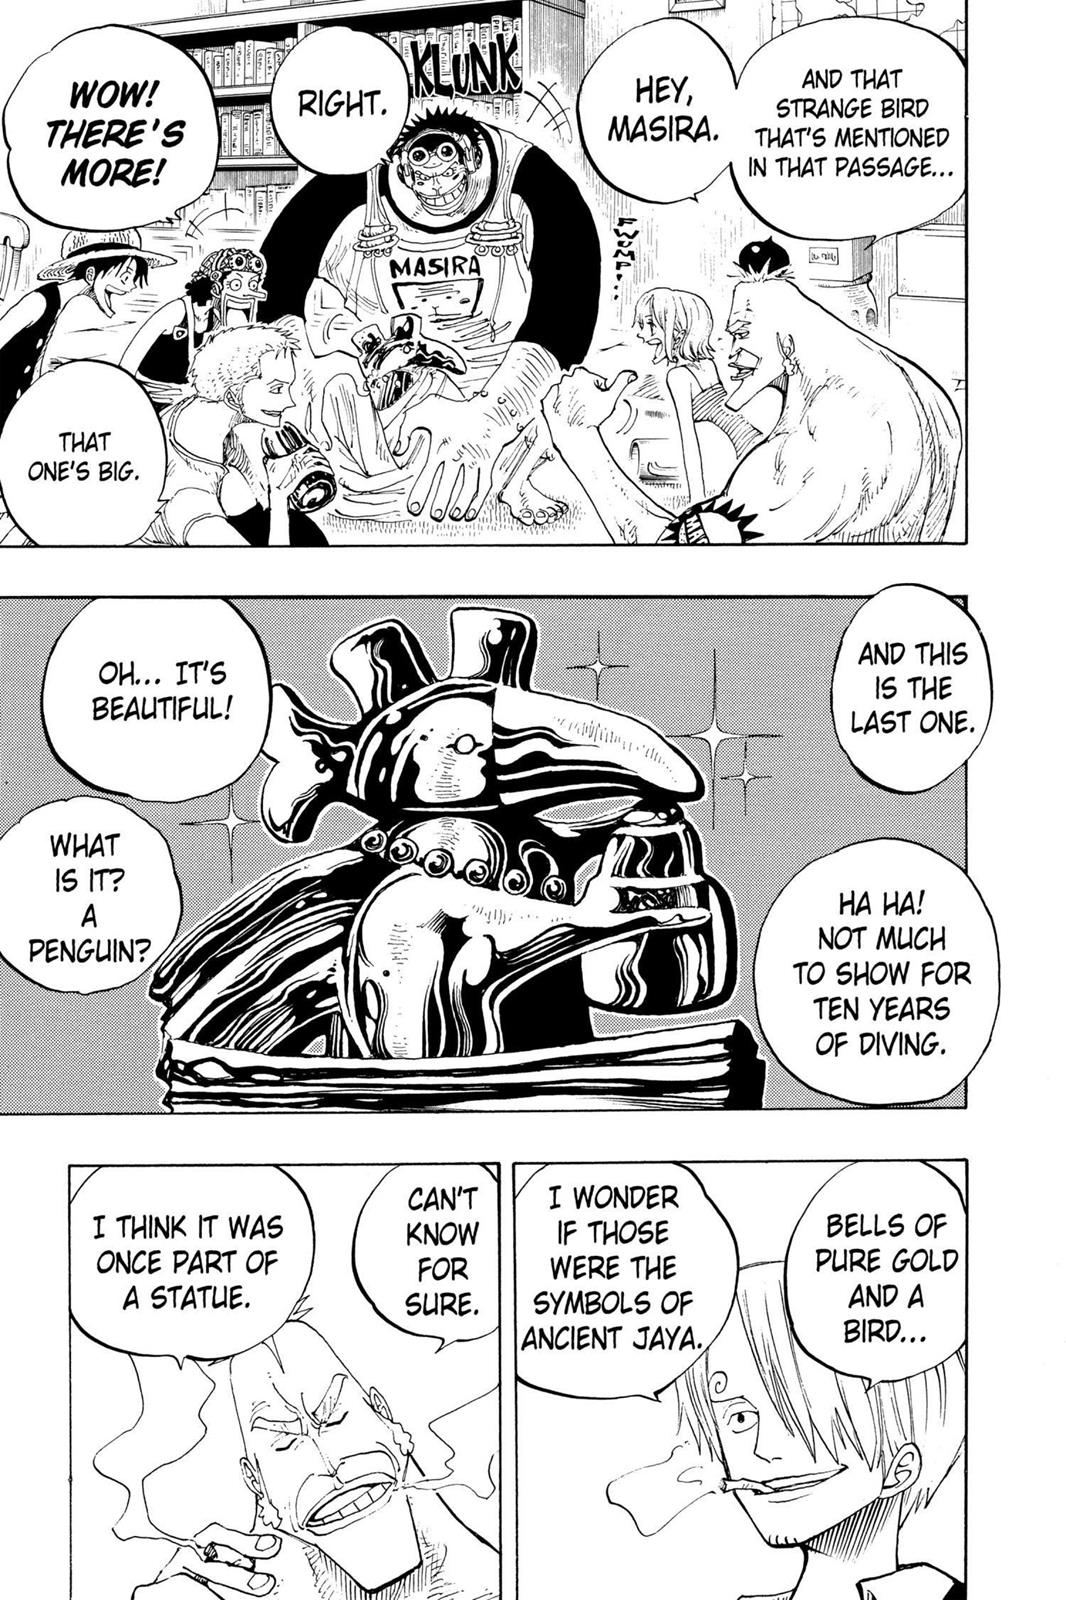 AND THAT
STRANGE BIRD
THAT'S MENTIONED
IN THAT PASSAGE...
HEY,
MASIRA.
KLUNK
RIGHT.
WOW!
THERE'S
MORE!
MASIRA
FWUMP!!
THAT
ONE'S BIG.
AND THIS
IS THE
LAST ONE.
OH... IT'S
BEAUTIFUL!
WHAT
IS IT?
A
PENGUIN?
HA HA!
NOT MUCH
TO SHOW FOR
TEN YEARS
OF DIVING.
BELLS OF
PURE GOLD
AND A
BIRD...
I WONDER
IF THOSE
WERE THE
SYMBOLS OF
ANCIENT JAYA.
CAN'T
KNOW
FOR
SURE.
I THINK IT WAS
ONCE PART OF
A STATUE.